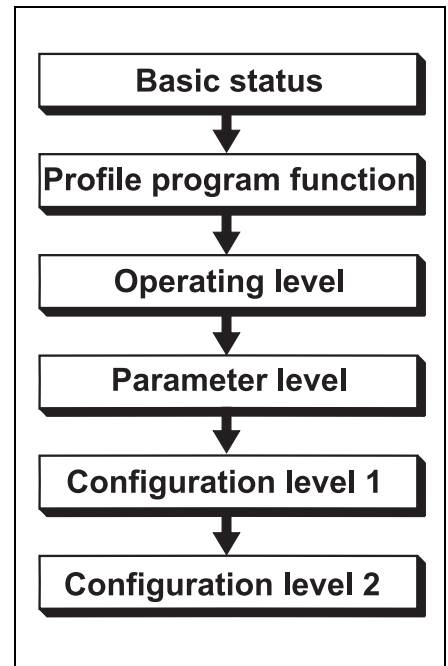 Basic status
Profile program function
Operating level
Parameter level
Configuration level 1
Configuration level 2